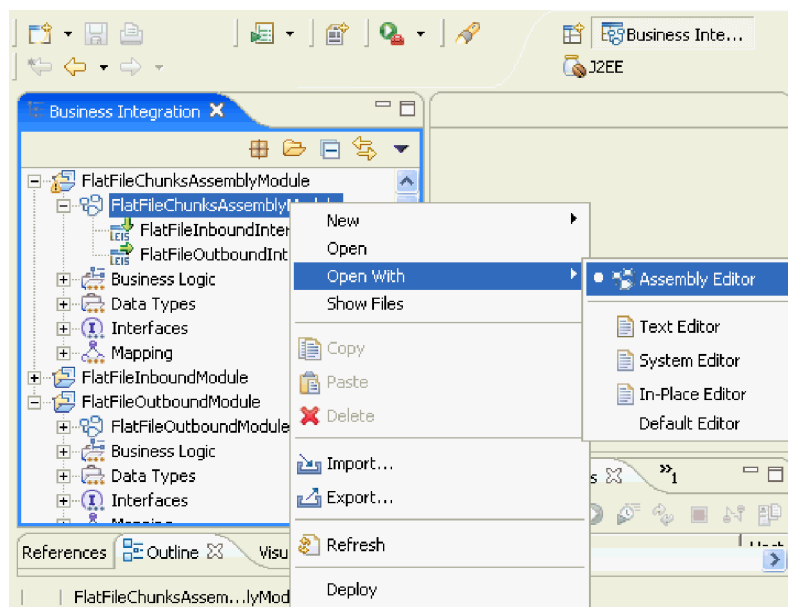 Business Inte...
J2EE
Business Integration
FlatFileChunksAssemblyModule
FlatFileChunksAssembly
FlatFileInboundInter
FlatFileOutboundInt
Business Logic
Data Types
Interfaces
Mapping
FlatFileInboundModule
FlatFileOutboundModule
FlatFileOutboundModule
Business Logic
Data Types
Interfaces
New
Open
Open With
Show Files
Copy
Paste
Delete
Import...
Export...
Refresh
Deploy
Assembly Editor
Text Editor
System Editor
In-Place Editor
Default Editor
s
»1
References
Outline
Visu
FlatFileChunksAssem...lyMod